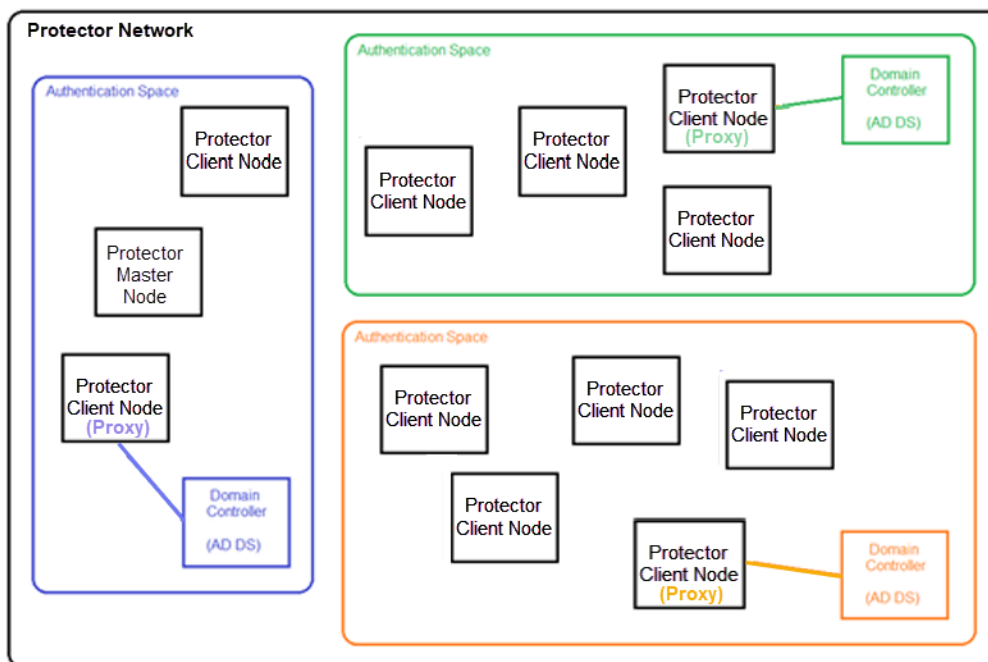 Protector Network
Authentication Space
Protector
Client Node
Protector
Master
Node
Protector
Client Node
(Proxy)
Domain
Controller
(AD DS)
Authentication Space
Protector
Client Node
Protector
Client Node
Protector
Client Node
(Proxy)
Protector
Client Node
Domain
Controller
(AD DS)
Authentication Space
Protector
Client Node
Protector
Client Node
Protector
Client Node
Protector
Client Node
Protector
Client Node
(Proxy)
Domain
Controller
(AD DS)